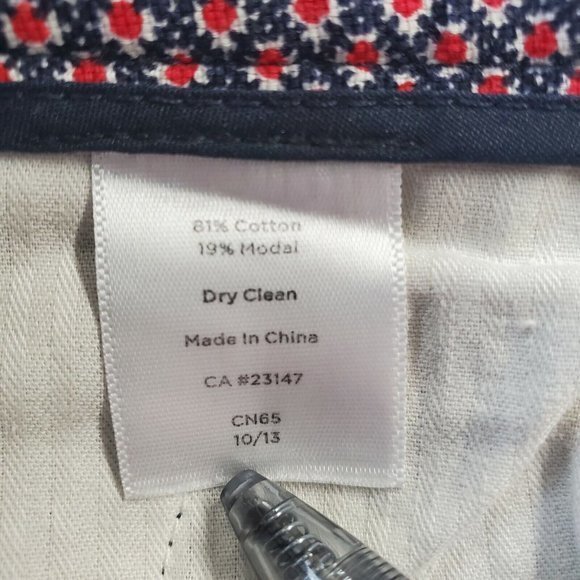 81% Cotton
19% Modal
Dry Clean
Made In China
CA #23147
CN65
10/13